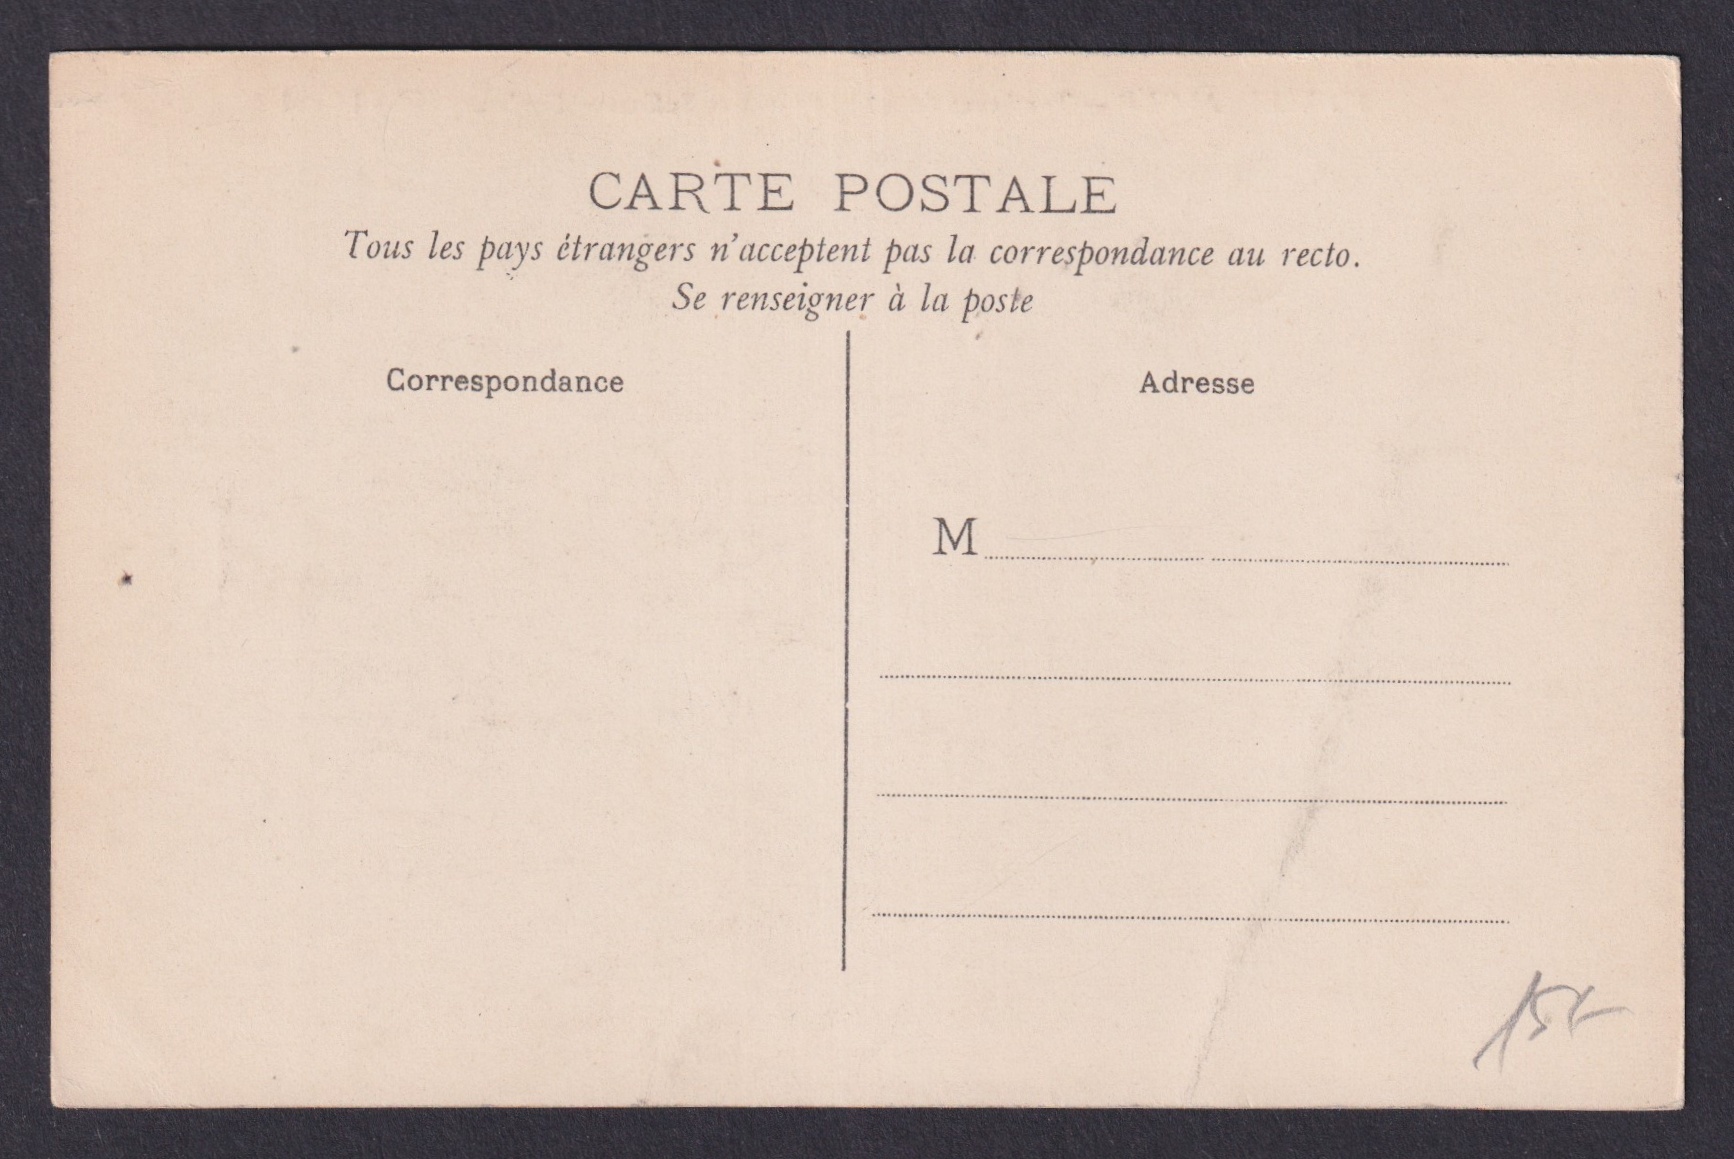 CARTE POSTALE
Tous les pays étrangers n'acceptent pas la correspondance au recto.
Se renseigner à la poste
Correspondance
Adresse
M